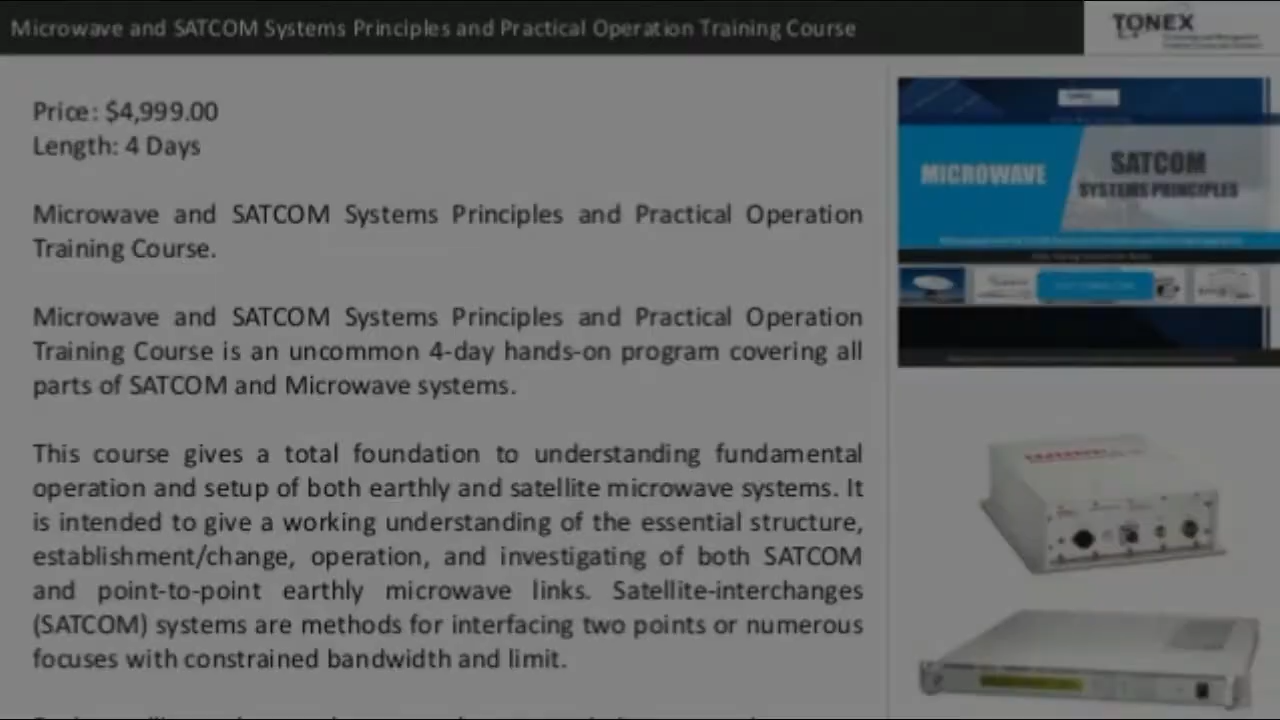 Microwave and SATCOM Systems Principles and Practical Operation Training Course
TONEX
Price: $4,999.00
Length: 4 Days
Microwave and SATCOM Systems Principles and Practical Operation
Training Course.
Microwave and SATCOM Systems Principles and Practical Operation
Training Course is an uncommon 4-day hands-on program covering all
parts of SATCOM and Microwave systems.
This course gives a total foundation to understanding fundamental
operation and setup of both earthly and satellite microwave systems. It
is intended to give a working understanding of the essential structure,
establishment/change, operation, and investigating of both SATCOM
and point-to-point earthly microwave links. Satellite-interchanges
(SATCOM) systems are methods for interfacing two points or numerous
focuses with constrained bandwidth and limit.
MICROWAVE
SATCOM
SYSTEMS PRINCIPLES